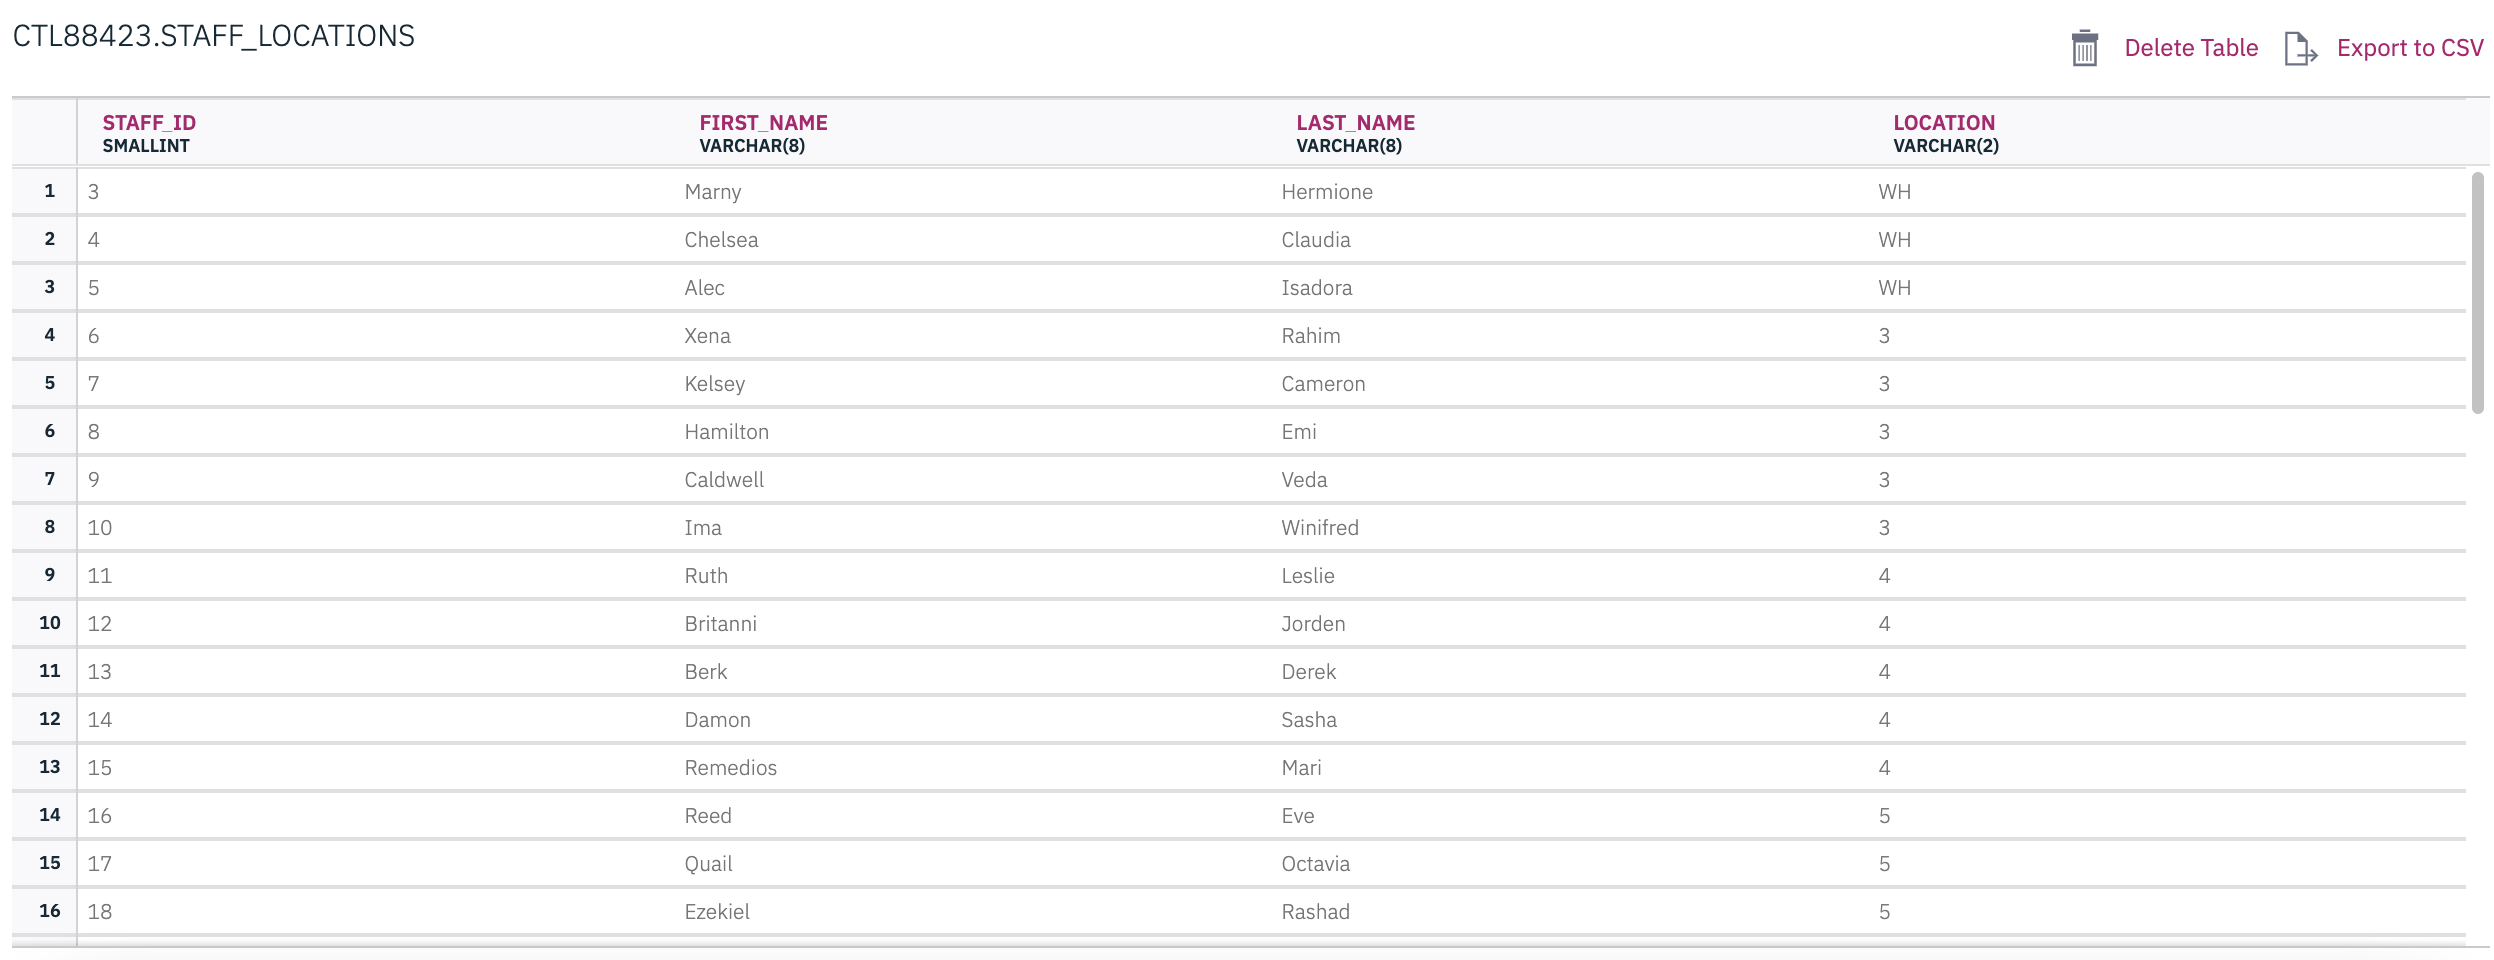 CTL88423.STAFF_LOCATIONS
Delete Table Export to CSV
STAFF_ID FIRST_NAME LAST_NAME LOCATION
SMALLINT VARCHAR(8) VARCHAR(8) VARCHAR(2)
1 3 Marny Hermione WH
2 4 Chelsea Claudia WH
3 5 Alec Isadora WH
4 6 Xena Rahim 3
5 7 Kelsey Cameron 3
6 8 Hamilton Emi 3
7 9 Caldwell Veda 3
8 10 Ima Winifred 3
9 11 Ruth Leslie 4
10 12 Britanni Jorden 4
11 13 Berk Derek 4
12 14 Damon Sasha 4
13 15 Remedios Mari 4
14 16 Reed Eve 5
15 17 Quail Octavia 5
16 18 Ezekiel Rashad 5